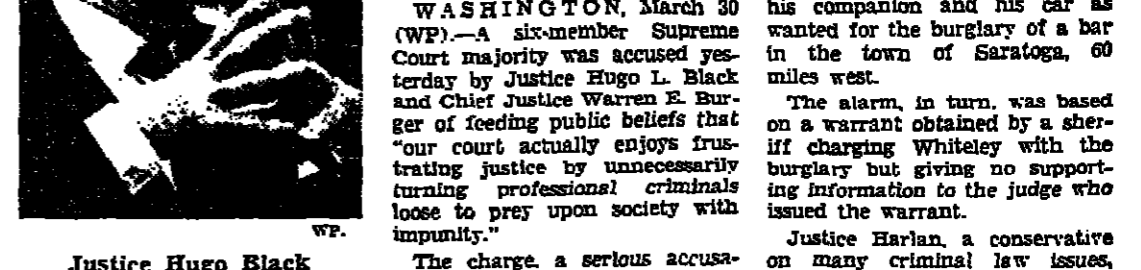 WP.
Justice Hugo Black
WASHINGTON, March 30
(WP).—A six-member Supreme
Court majority was accused yes-
terday by Justice Hugo L. Black
and Chief Justice Warren E. Bur-
ger of feeding public beliefs that
"our court actually enjoys frus-
trating justice by unnecessarily
turning professional criminals
loose to prey upon society with
impunity."
The charge, a serious accusa-
his companion and his car as
wanted for the burglary of a bar
in the town of Saratoga, 60
miles west.
The alarm, in turn, was based
on a warrant obtained by a sher-
iff charging Whiteley with the
burglary but giving no support-
ing information to the judge who
issued the warrant.
Justice Harlan, a conservative
on many criminal law issues,